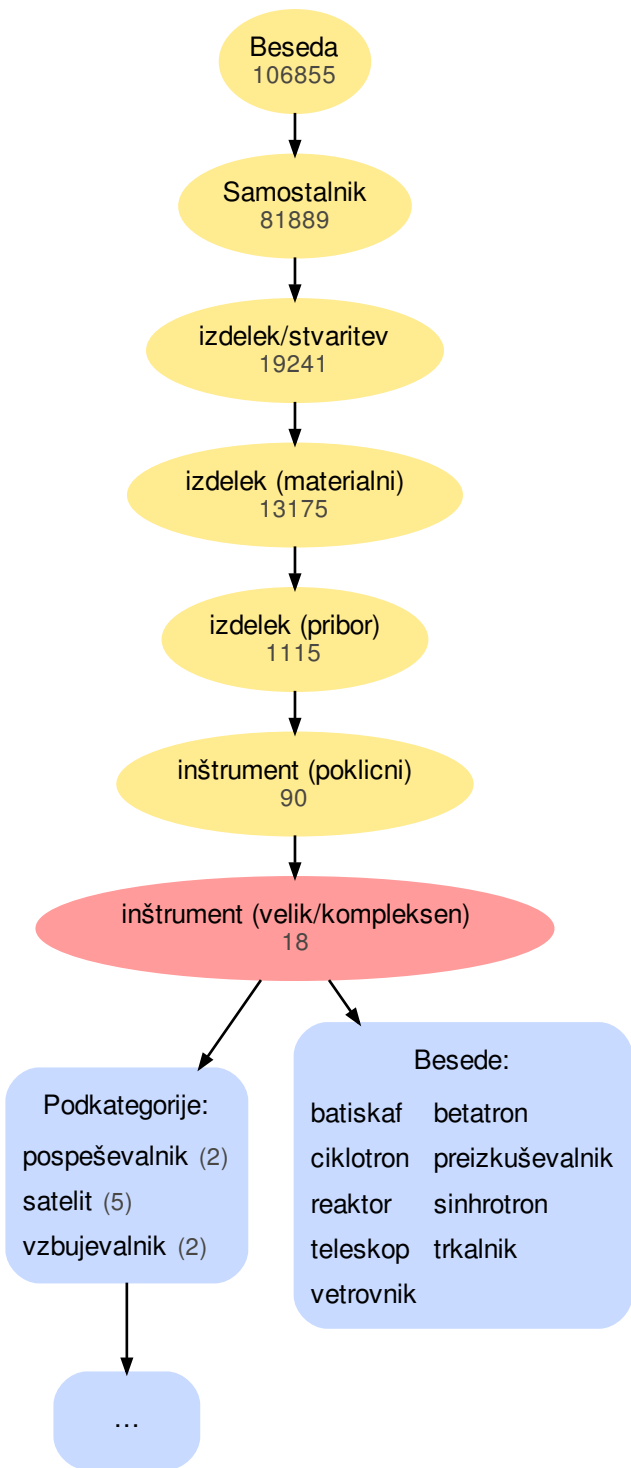 Beseda
106855
Samostalnik
81889
izdelek/stvaritev
19241
izdelek (materialni)
13175
izdelek (pribor)
1115
inštrument (poklicni)
90
inštrument (velik/kompleksen)
18
Podkategorije:
pospeševalnik (2)
satelit (5)
vzbujevalnik (2)
...
Besede:
batiskaf betatron
ciklotron preizkuševalnik
reaktor sinhrotron
teleskop trkalnik
vetrovnik